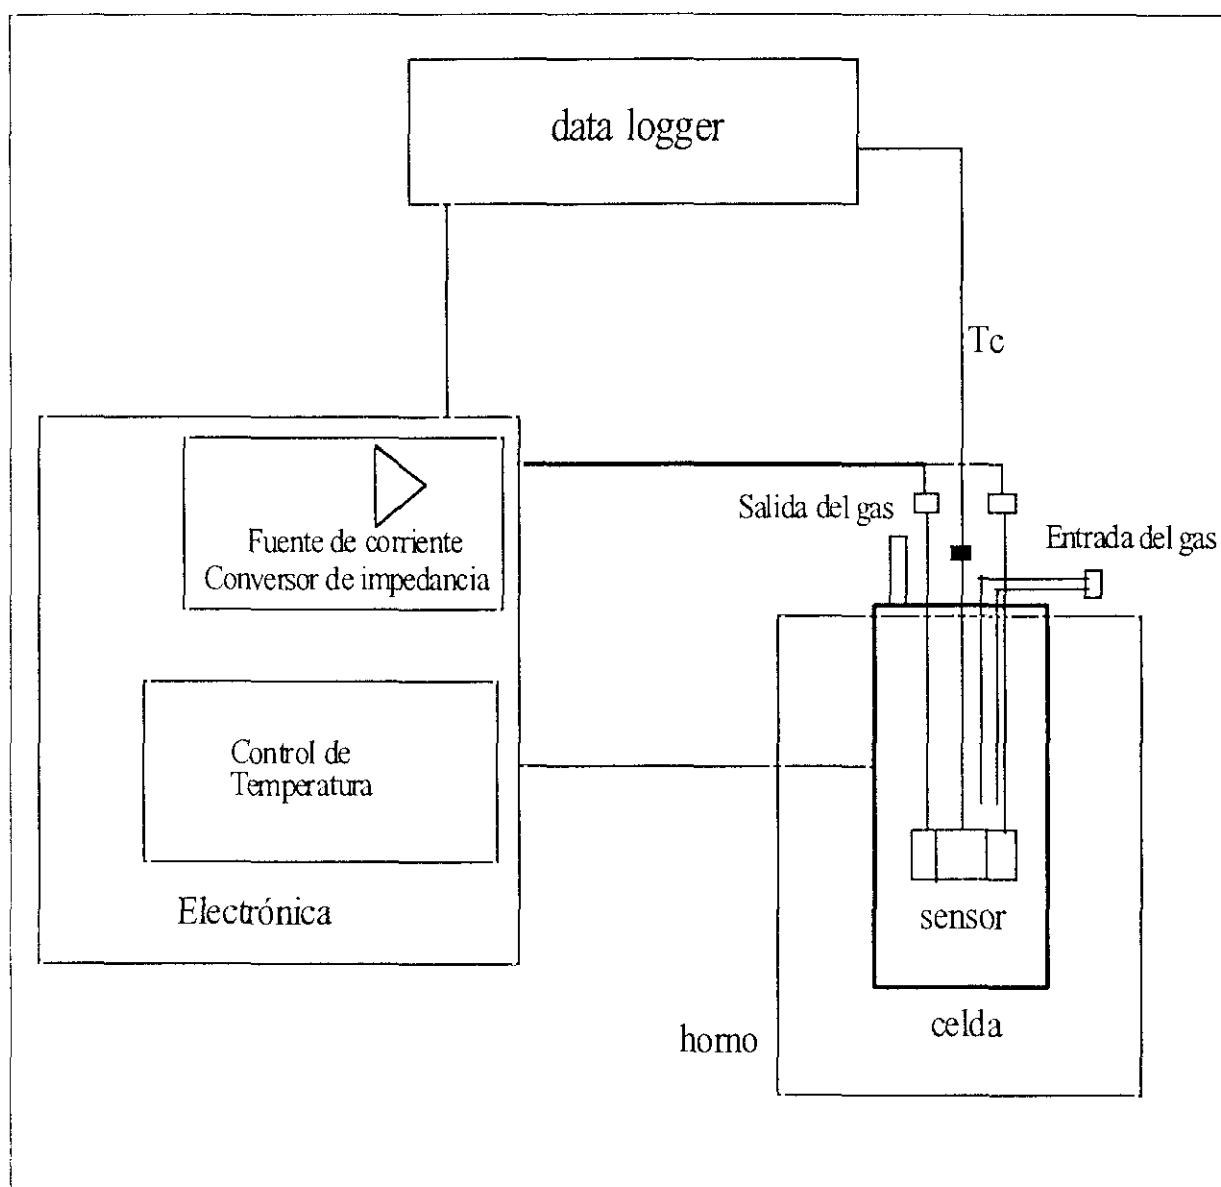 data logger
Tc
Salida del gas
Entrada del gas
Fuente de corriente
Conversor de impedancia
Control de
Temperatura
Electrónica
sensor
celda
horno